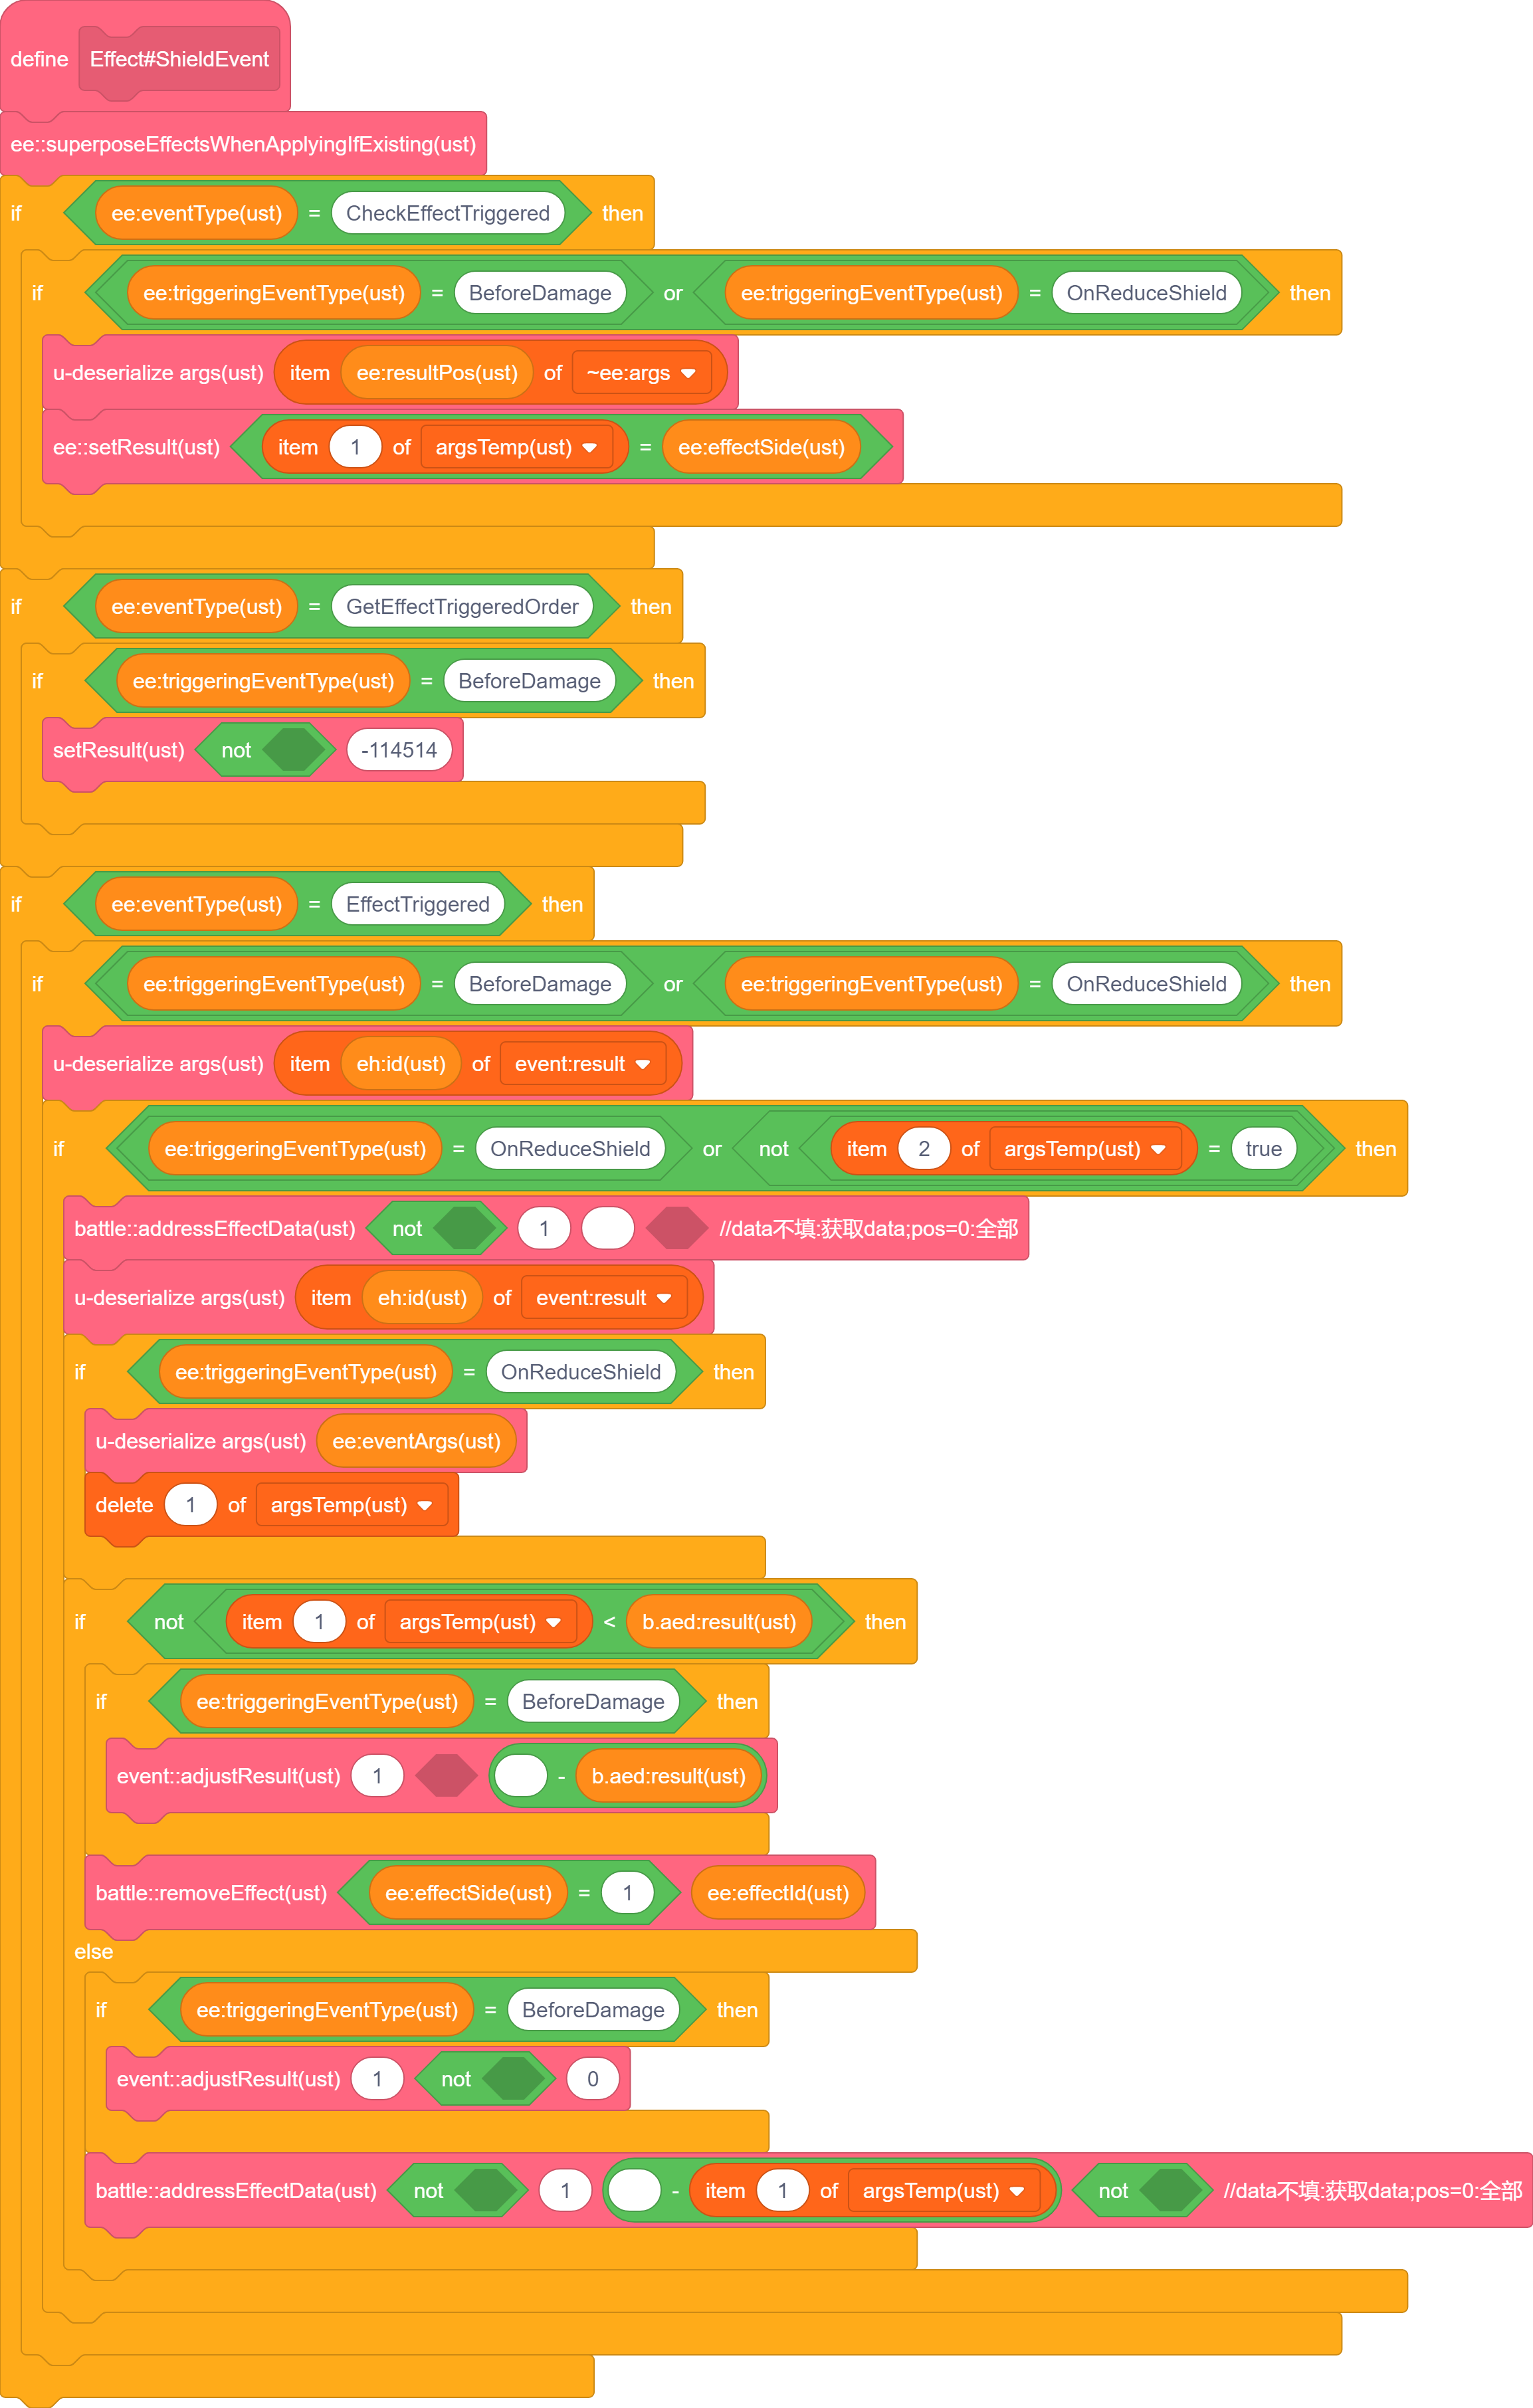 define Effect#ShieldEvent
ee::superposeEffectsWhenApplyingIfExisting(ust)
if ee:eventType(ust) = CheckEffectTriggered then
if ee:triggeringEventType(ust) = BeforeDamage or ee:triggeringEventType(ust) = OnReduceShield then
u-deserialize args(ust) item ee:resultPos(ust) of ~ee:args
ee::setResult(ust) item 1 of argsTemp(ust) = ee:effectSide(ust)
if ee:eventType(ust) = GetEffectTriggeredOrder then
if ee:triggeringEventType(ust) = BeforeDamage then
setResult(ust) not -114514
if ee:eventType(ust) = EffectTriggered then
if ee:triggeringEventType(ust) = BeforeDamage or ee:triggeringEventType(ust) = OnReduceShield then
u-deserialize args(ust) item eh:id(ust) of event:result
if ee:triggeringEventType(ust) = OnReduceShield or not item 2 of argsTemp(ust) = true then
battle::addressEffectData(ust) not 1 //data不填:获取data;pos=0:全部
u-deserialize args(ust) item eh:id(ust) of event:result
if ee:triggeringEventType(ust) = OnReduceShield then
u-deserialize args(ust) ee:eventArgs(ust)
delete 1 of argsTemp(ust)
if not item 1 of argsTemp(ust) < b.aed:result(ust) then
if ee:triggeringEventType(ust) = BeforeDamage then
event::adjustResult(ust) 1 - b.aed:result(ust)
battle::removeEffect(ust) ee:effectSide(ust) = 1 ee:effectId(ust)
else
if ee:triggeringEventType(ust) = BeforeDamage then
event::adjustResult(ust) 1 not 0
battle::addressEffectData(ust) not 1 - item 1 of argsTemp(ust) not //data不填:获取data;pos=0:全部